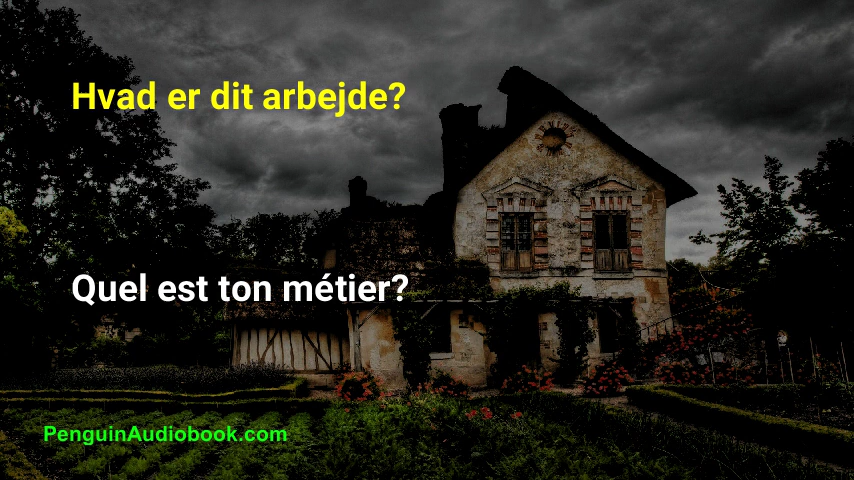 Hvad er dit arbejde?
Quel est ton métier?
PenguinAudiobook.com